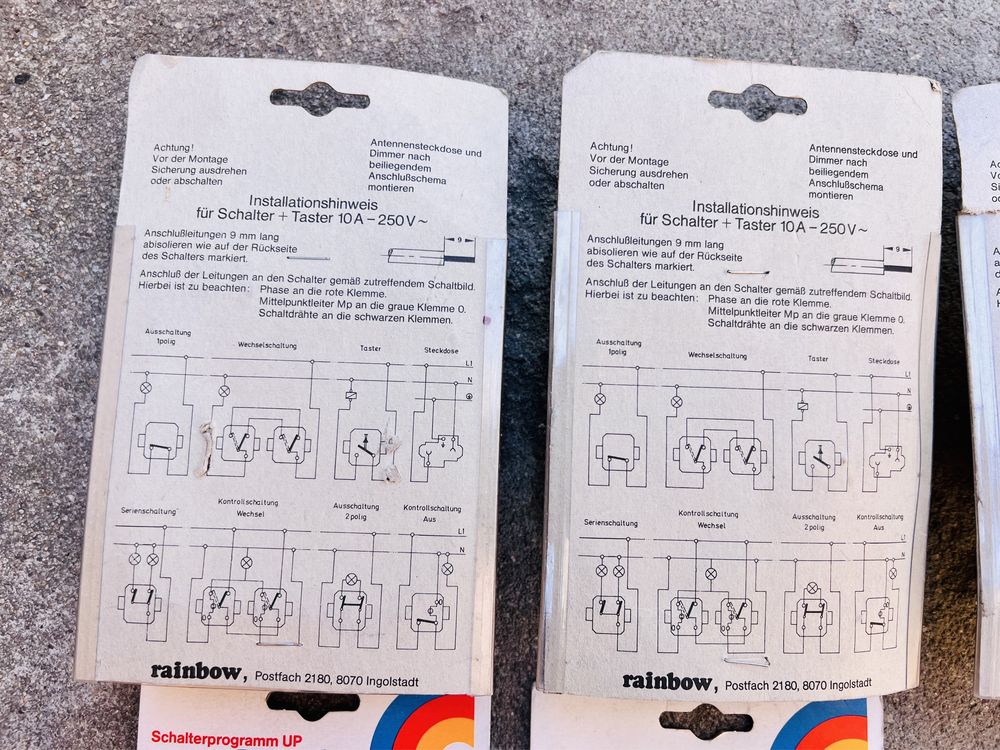 Achtung!
Vor der Montage
Sicherung ausdrehen
oder abschalten
Antennensteckdose und
Dimmer nach
beiliegendem
Anschlußschema
montieren
Installationshinweis
für Schalter + Taster 10 A – 250 V ~
Anschlußleitungen 9 mm lang
abisolieren wie auf der Rückseite
des Schalters markiert.
9
Anschluß der Leitungen an den Schalter gemäß zutreffendem Schaltbild.
Hierbei ist zu beachten: Phase an die rote Klemme.
Mittelpunktleiter Mp an die graue Klemme 0.
Schaltdrähte an die schwarzen Klemmen.
Ausschaltung
1polig
Wechselschaltung
Taster
Steckdose
L1
N
Serienschaltung
Kontrollschaltung
Wechsel
Ausschaltung
2polig
Kontrollschaltung
Aus
L1
N
rainbow, Postfach 2180, 8070 Ingolstadt
Schalterprogramm UP
Achtung!
Vor der Montage
Sicherung ausdrehen
oder abschalten
Antennensteckdose und
Dimmer nach
beiliegendem
Anschlußschema
montieren
Installationshinweis
für Schalter + Taster 10 A – 250 V ~
Anschlußleitungen 9 mm lang
abisolieren wie auf der Rückseite
des Schalters markiert.
9
Anschluß der Leitungen an den Schalter gemäß zutreffendem Schaltbild.
Hierbei ist zu beachten: Phase an die rote Klemme.
Mittelpunktleiter Mp an die graue Klemme 0.
Schaltdrähte an die schwarzen Klemmen.
Ausschaltung
1polig
Wechselschaltung
Taster
Steckdose
L1
N
Serienschaltung
Kontrollschaltung
Wechsel
Ausschaltung
2polig
Kontrollschaltung
Aus
L1
N
rainbow, Postfach 2180, 8070 Ingolstadt